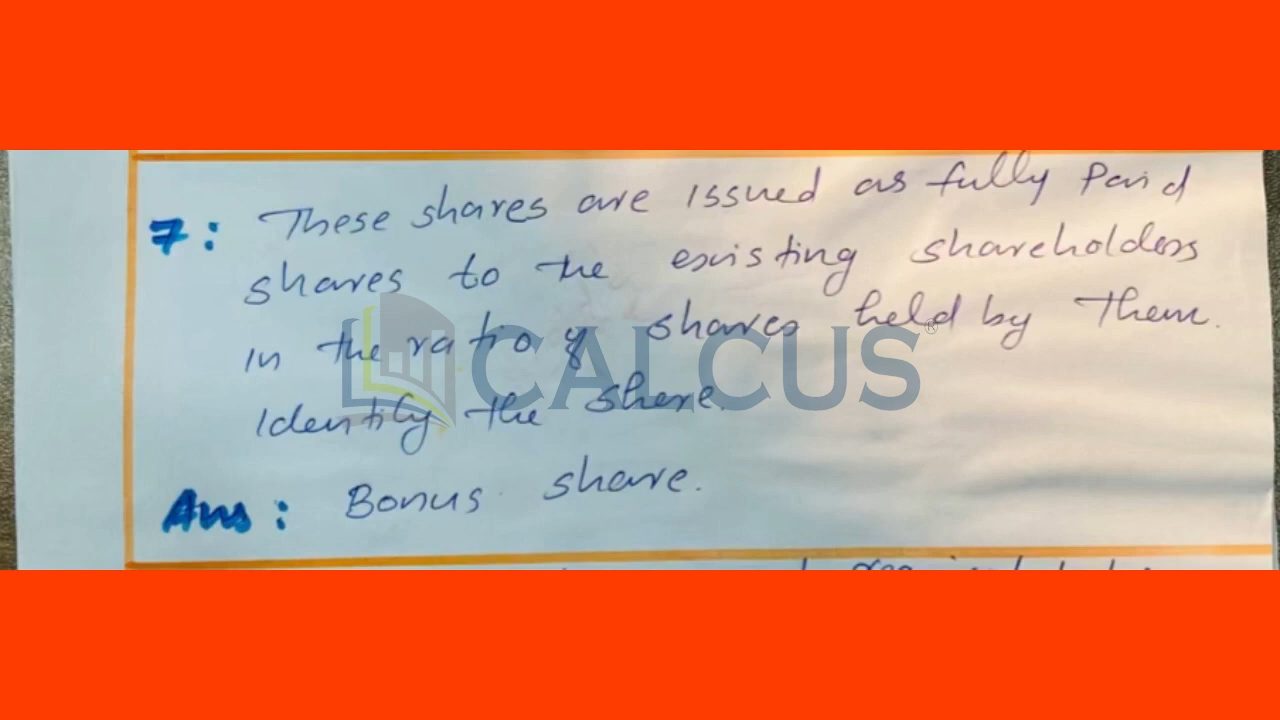 7: These shares are issued as fully paid
shares to the existing shareholders
in the ratio of shares held by them.
Identify the share.
Ans: Bonus share.
CALCUS®